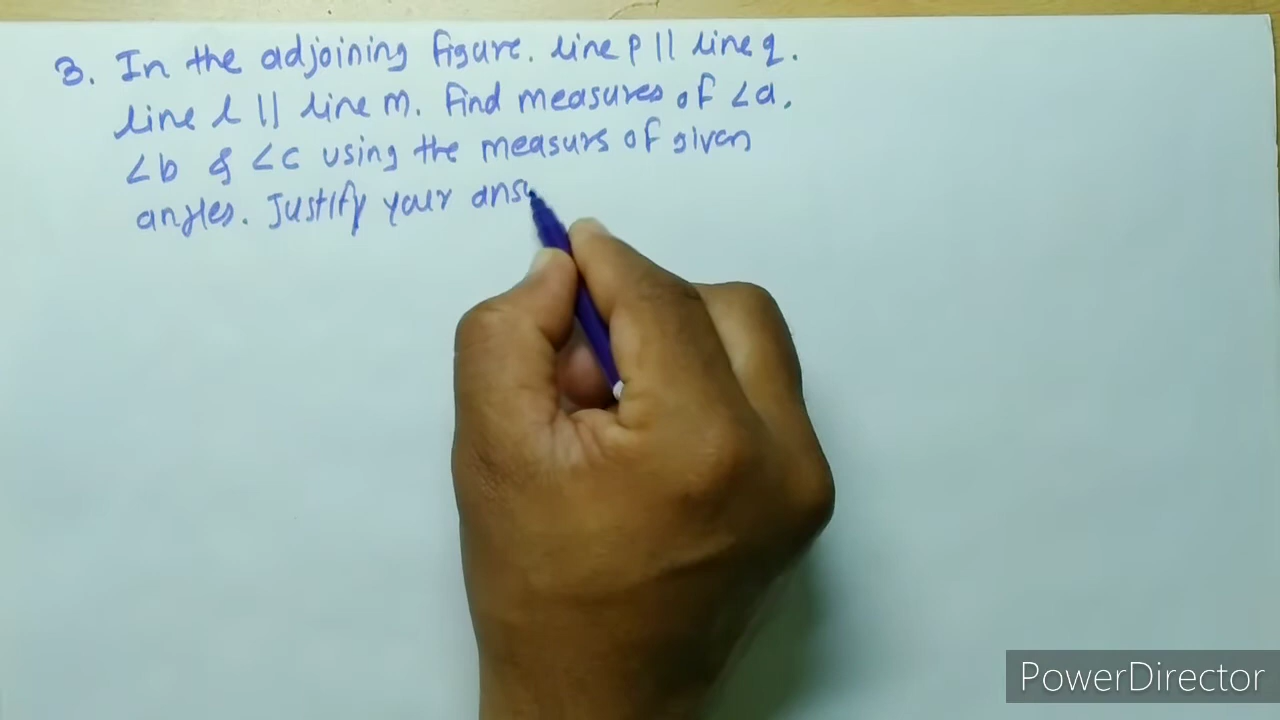 3. In the adjoining figure. line p || line q.
line l || line m. Find measures of ∠a,
∠b & ∠c using the measurs of given
angles. Justify your ans
PowerDirector